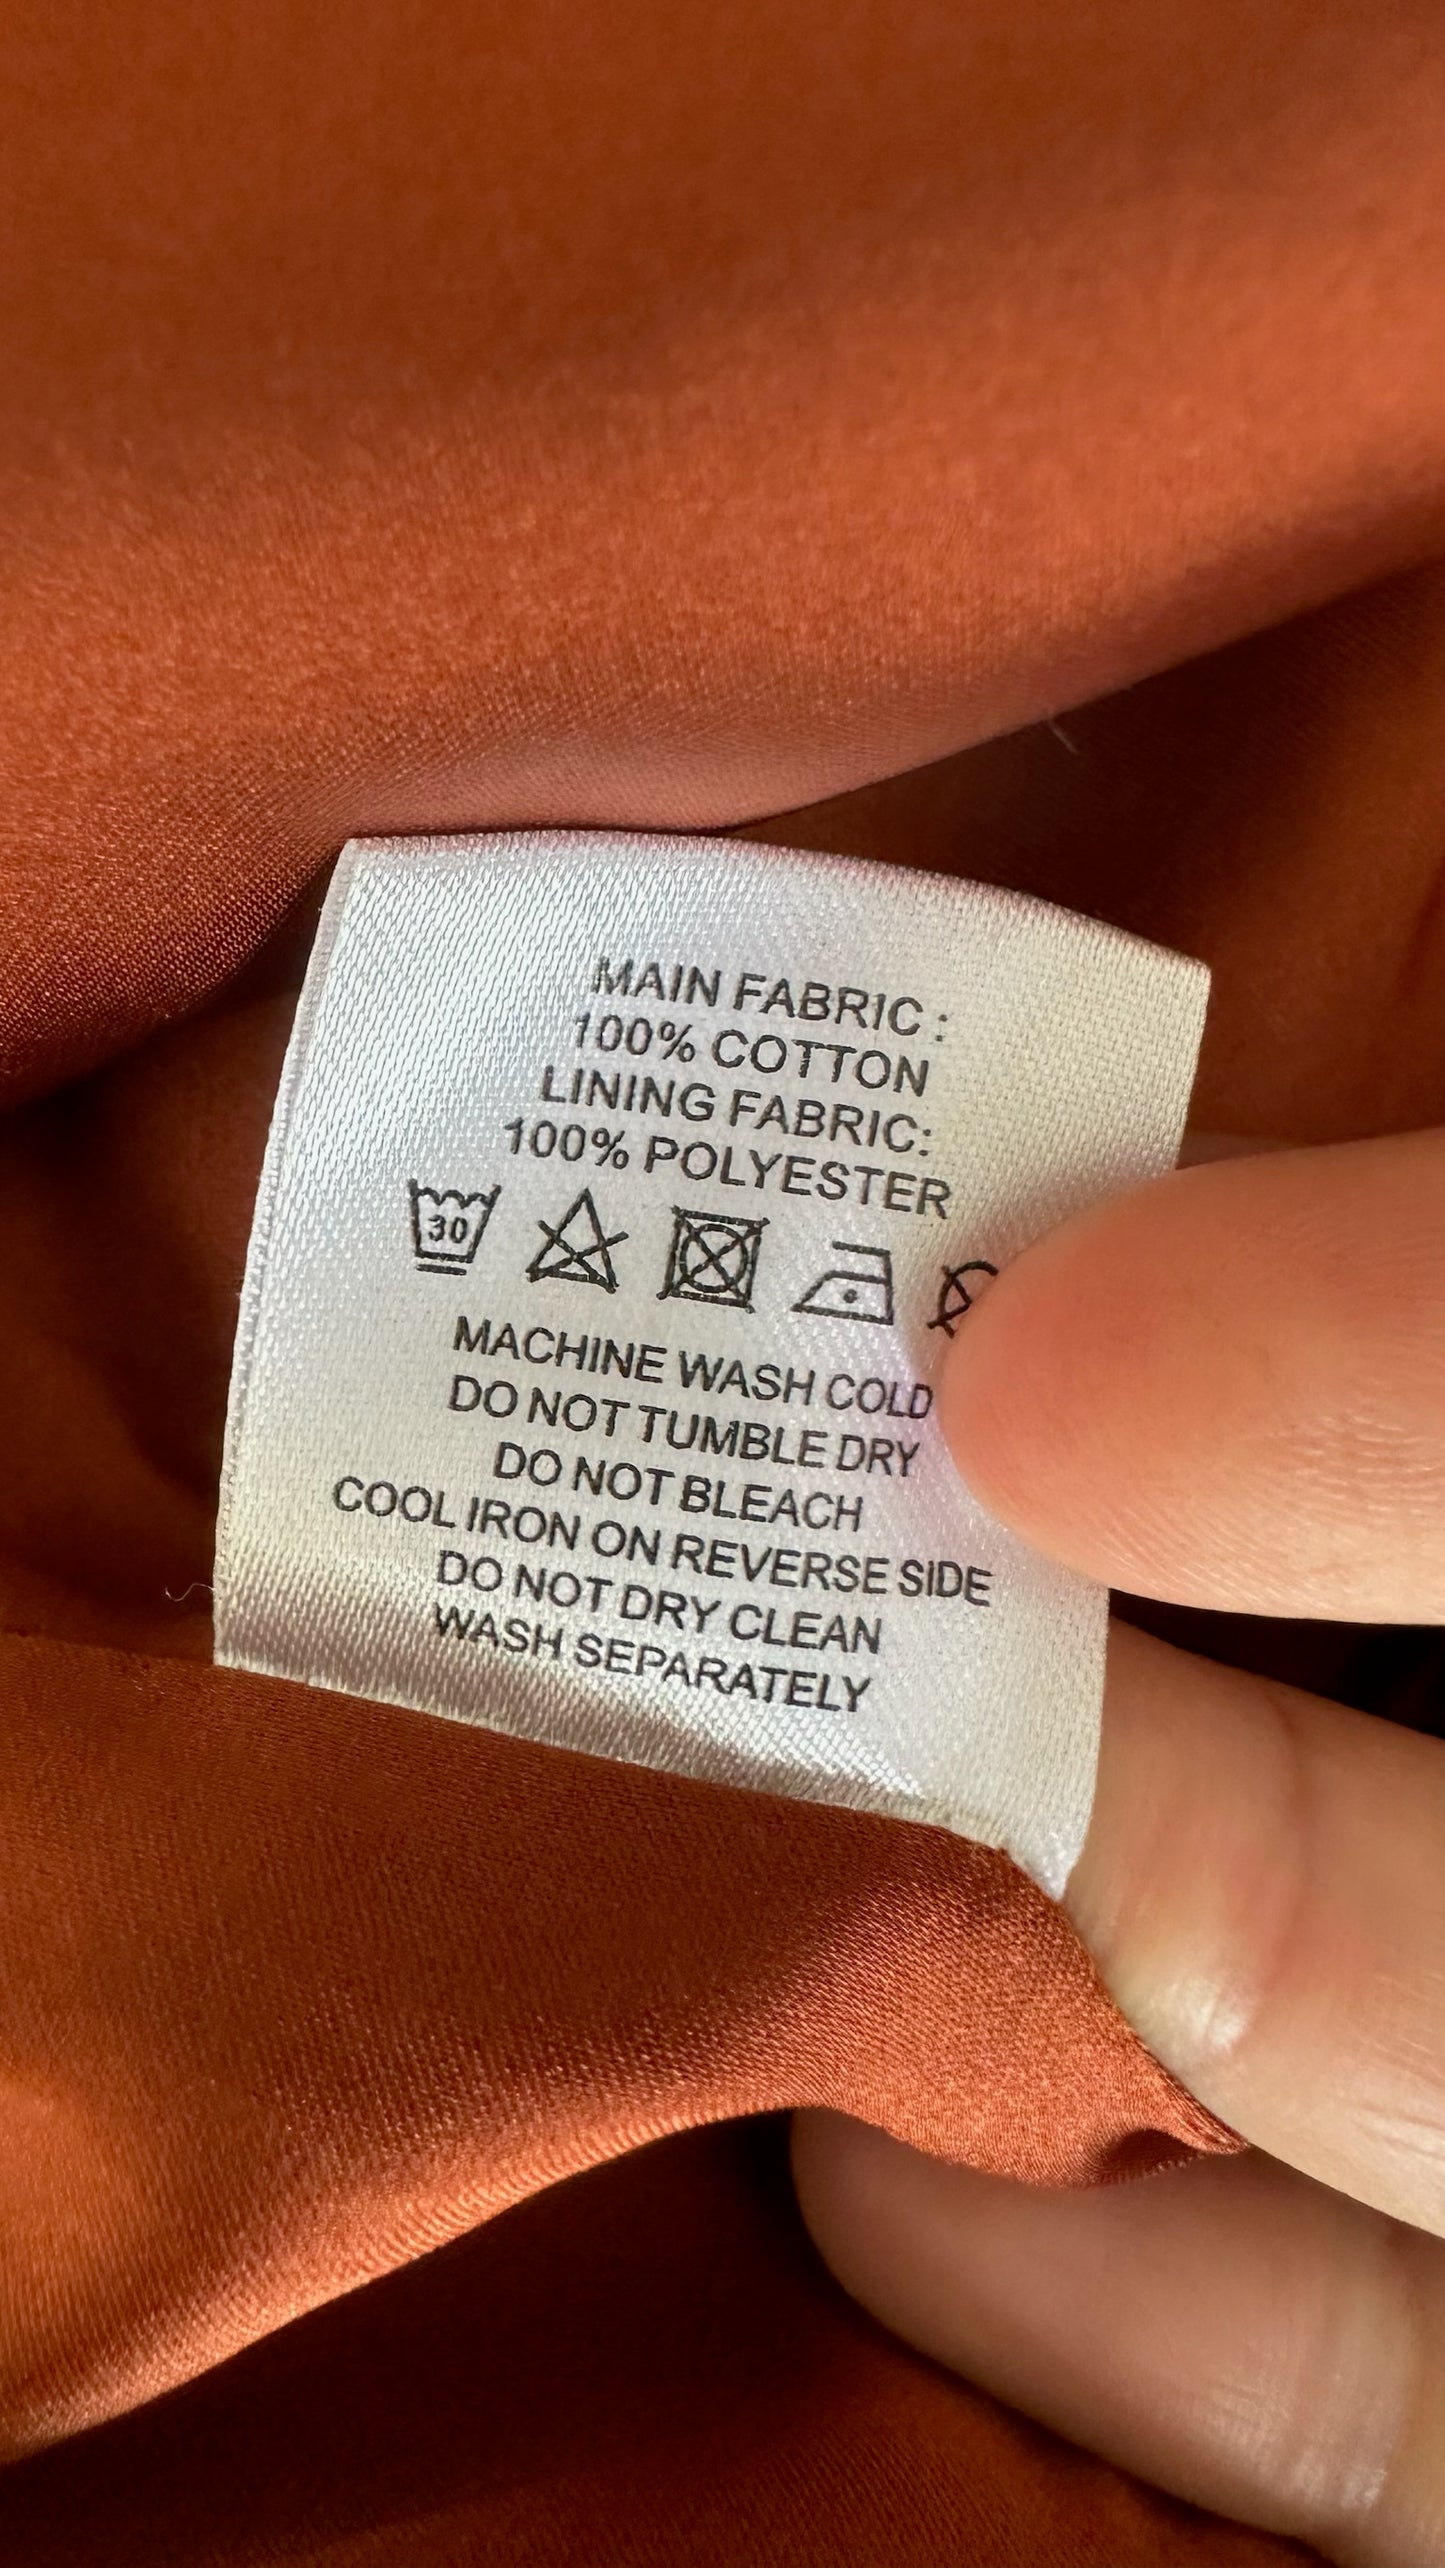 MAIN FABRIC :
100% COTTON
LINING FABRIC:
100% POLYESTER
30
MACHINE WASH COLD
DO NOT TUMBLE DRY
DO NOT BLEACH
COOL IRON ON REVERSE SIDE
DO NOT DRY CLEAN
WASH SEPARATELY